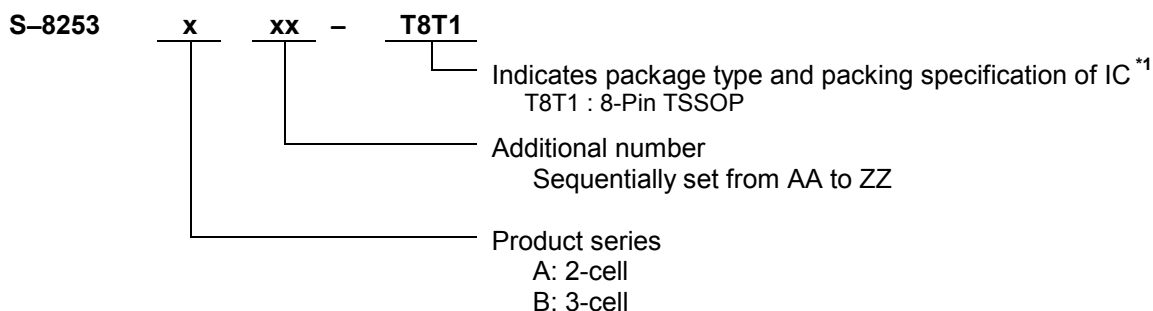 S–8253 x xx – T8T1
Indicates package type and packing specification of IC *1
T8T1 : 8-Pin TSSOP
Additional number
Sequentially set from AA to ZZ
Product series
A: 2-cell
B: 3-cell